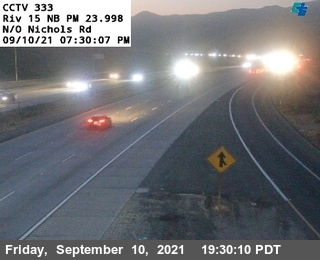 CCTV 333
Riv 15 NB PM 23.998
N/O Nichols Rd
09/10/21 07:30:07 PM
Friday, September 10, 2021 19:30:10 PDT